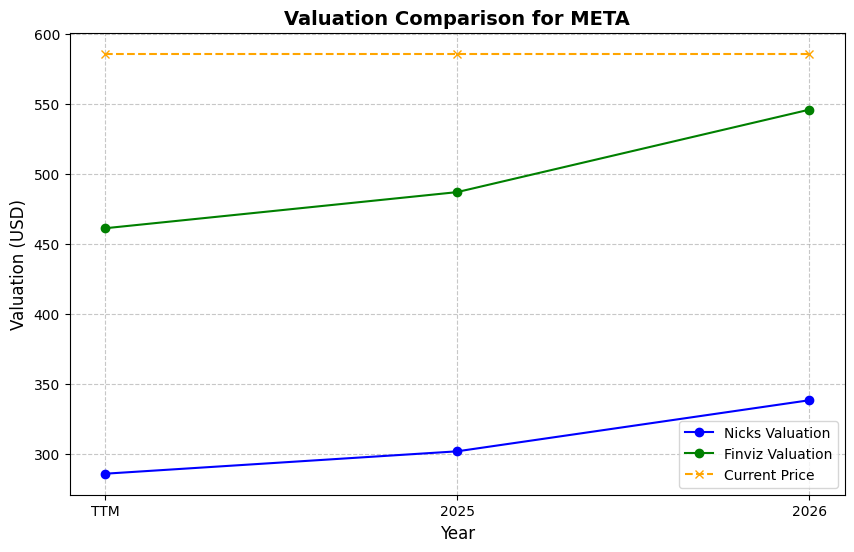 Valuation Comparison for META
600
550
500
450
400
350
300
Valuation (USD)
TTM
2025
2026
Year
Nicks Valuation
Finviz Valuation
Current Price